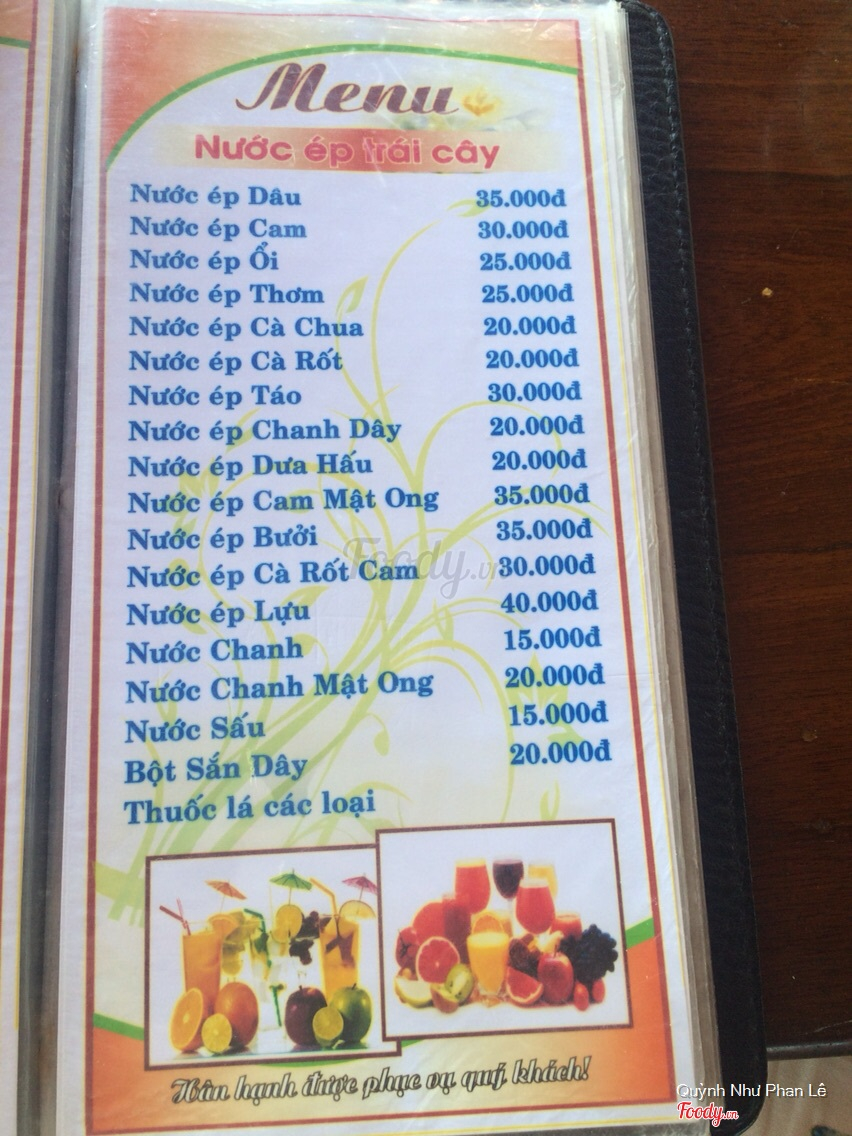 Menu
Nước ép trái cây
Nước ép Dâu 35.000đ
Nước ép Cam 30.000đ
Nước ép Ổi 25.000đ
Nước ép Thơm 25.000đ
Nước ép Cà Chua 20.000đ
Nước ép Cà Rốt 20.000đ
Nước ép Táo 30.000đ
Nước ép Chanh Dây 20.000đ
Nước ép Dưa Hấu 20.000đ
Nước ép Cam Mật Ong 35.000đ
Nước ép Bưởi 35.000đ
Nước ép Cà Rốt Cam 30.000đ
Nước ép Lựu 40.000đ
Nước Chanh 15.000đ
Nước Chanh Mật Ong 20.000đ
Nước Sấu 15.000đ
Bột Sắn Dây 20.000đ
Thuốc lá các loại
Foody.vn
Hân hạnh được phục vụ quý khách!
Quỳnh Như Phan Lê
Foody.vn